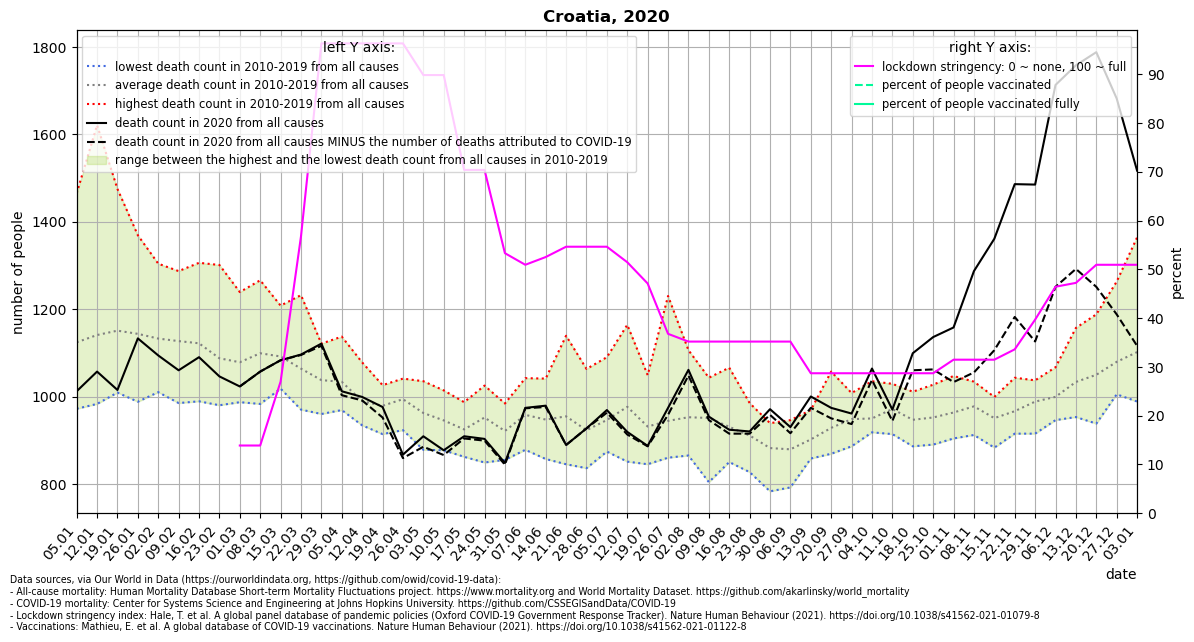 Croatia, 2020
left Y axis:
lowest death count in 2010-2019 from all causes
average death count in 2010-2019 from all causes
highest death count in 2010-2019 from all causes
death count in 2020 from all causes
death count in 2020 from all causes MINUS the number of deaths attributed to COVID-19
range between the highest and the lowest death count from all causes in 2010-2019
right Y axis:
lockdown stringency: 0 ~ none, 100 ~ full
percent of people vaccinated
percent of people vaccinated fully
number of people
1800
1600
1400
1200
1000
800
percent
90
80
70
60
50
40
30
20
10
0
05.01 12.01 19.01 26.01 02.02 09.02 16.02 23.02 01.03 08.03 15.03 22.03 29.03 05.04 12.04 19.04 26.04 03.05 10.05 17.05 24.05 31.05 07.06 14.06 21.06 28.06 05.07 12.07 19.07 26.07 02.08 09.08 16.08 23.08 30.08 06.09 13.09 20.09 27.09 04.10 11.10 18.10 25.10 01.11 08.11 15.11 22.11 29.11 06.12 13.12 20.12 27.12 03.01
date
Data sources, via Our World in Data (https://ourworldindata.org, https://github.com/owid/covid-19-data):
- All-cause mortality: Human Mortality Database Short-term Mortality Fluctuations project. https://www.mortality.org and World Mortality Dataset. https://github.com/akarlinsky/world_mortality
- COVID-19 mortality: Center for Systems Science and Engineering at Johns Hopkins University. https://github.com/CSSEGISandData/COVID-19
- Lockdown stringency index: Hale, T. et al. A global panel database of pandemic policies (Oxford COVID-19 Government Response Tracker). Nature Human Behaviour (2021). https://doi.org/10.1038/s41562-021-01079-8
- Vaccinations: Mathieu, E. et al. A global database of COVID-19 vaccinations. Nature Human Behaviour (2021). https://doi.org/10.1038/s41562-021-01122-8